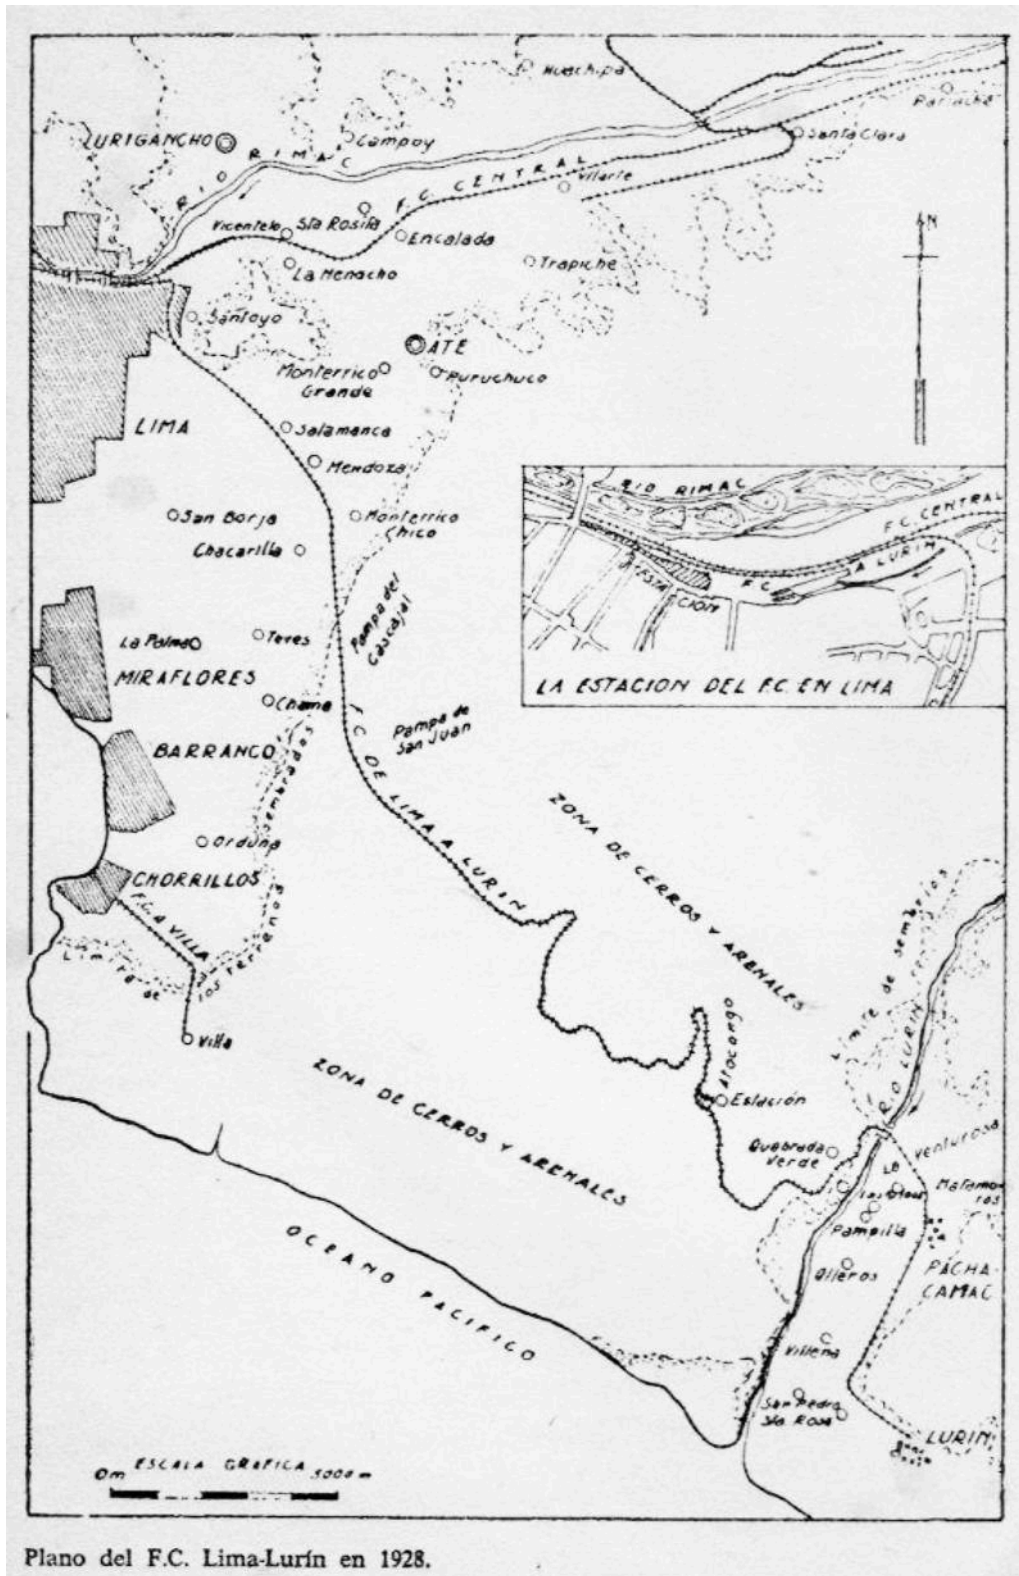 Huachipa
Pariache
LURIGANCHO
Campoy
Santa Clara
RIO RIMAC
F.C. CENTRAL
Vilarte
Vicentelo
Sta Rosita
Encalada
La Menacho
Trapiche
N
Santoyo
ATE
Monterrico
Grande
Puruchuco
LIMA
Salamanca
Mendoza
San Borja
Monterrico
Chico
Chacarilla
Pampa del
Cascajal
La Palma
Teves
MIRAFLORES
Chama
Pampa de
San Juan
BARRANCO
F.C. DE LIMA A LURIN
Orduña
CHORRILLOS
F.C. A VILLA
Limite de los terrenos sembrados
Villa
RIO RIMAC
F.C. CENTRAL
F.C. A LURIN
ESTACION
LA ESTACION DEL F.C. EN LIMA
ZONA DE CERROS Y ARENALES
Limite de sembrios
RIO LURIN
Atocongo
Estación
ZONA DE CERROS Y ARENALES
Quebrada
Verde
La Venturosa
Matamo-
ros
Pampilla
PACHA-
CAMAC
Olleros
OCEANO PACIFICO
Villena
San Pedro
Sta Rosa
LURIN
ESCALA GRAFICA
0m 5000 m
Plano del F.C. Lima-Lurín en 1928.